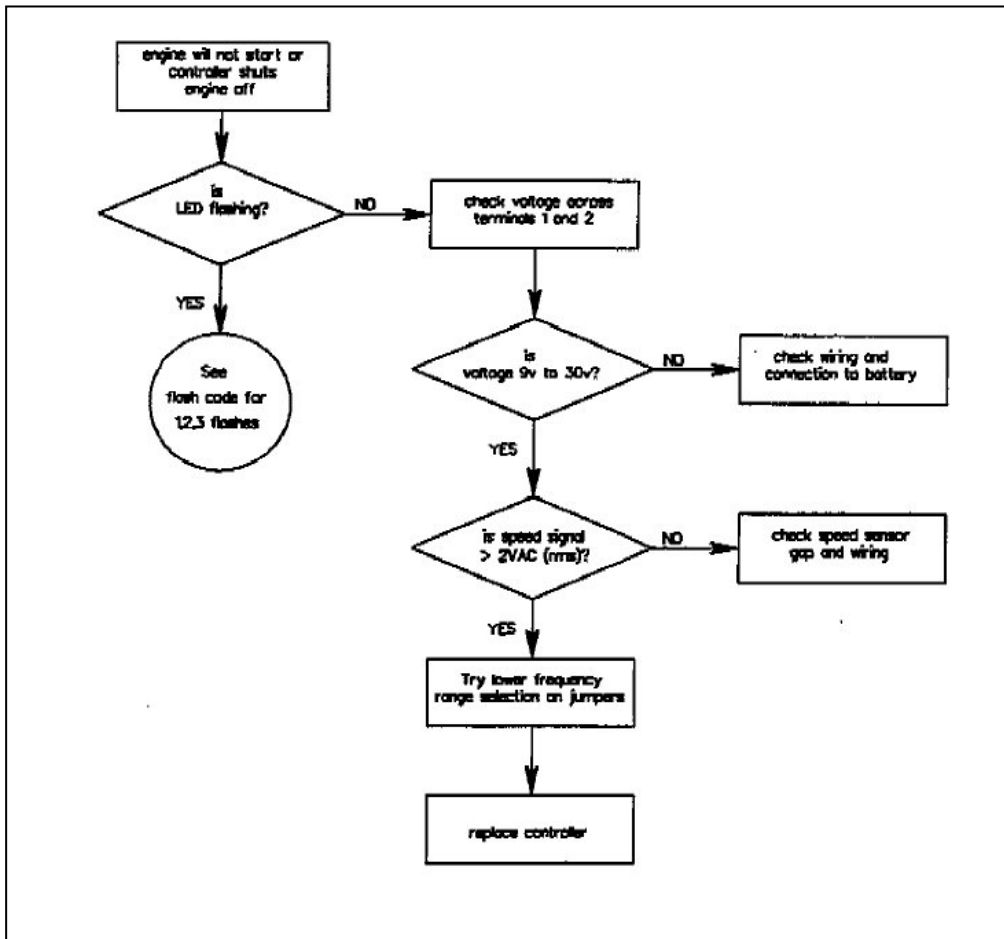 engine will not start or
controller shuts
engine off
is
LED flashing?
NO
check voltage across
terminals 1 and 2
YES
See
flash code for
1,2,3 flashes
is
voltage 9v to 30v?
NO
check wiring and
connection to battery
YES
is speed signal
> 2VAC (rms)?
NO
check speed sensor
gap and wiring
YES
Try lower frequency
range selection on jumpers
replace controller